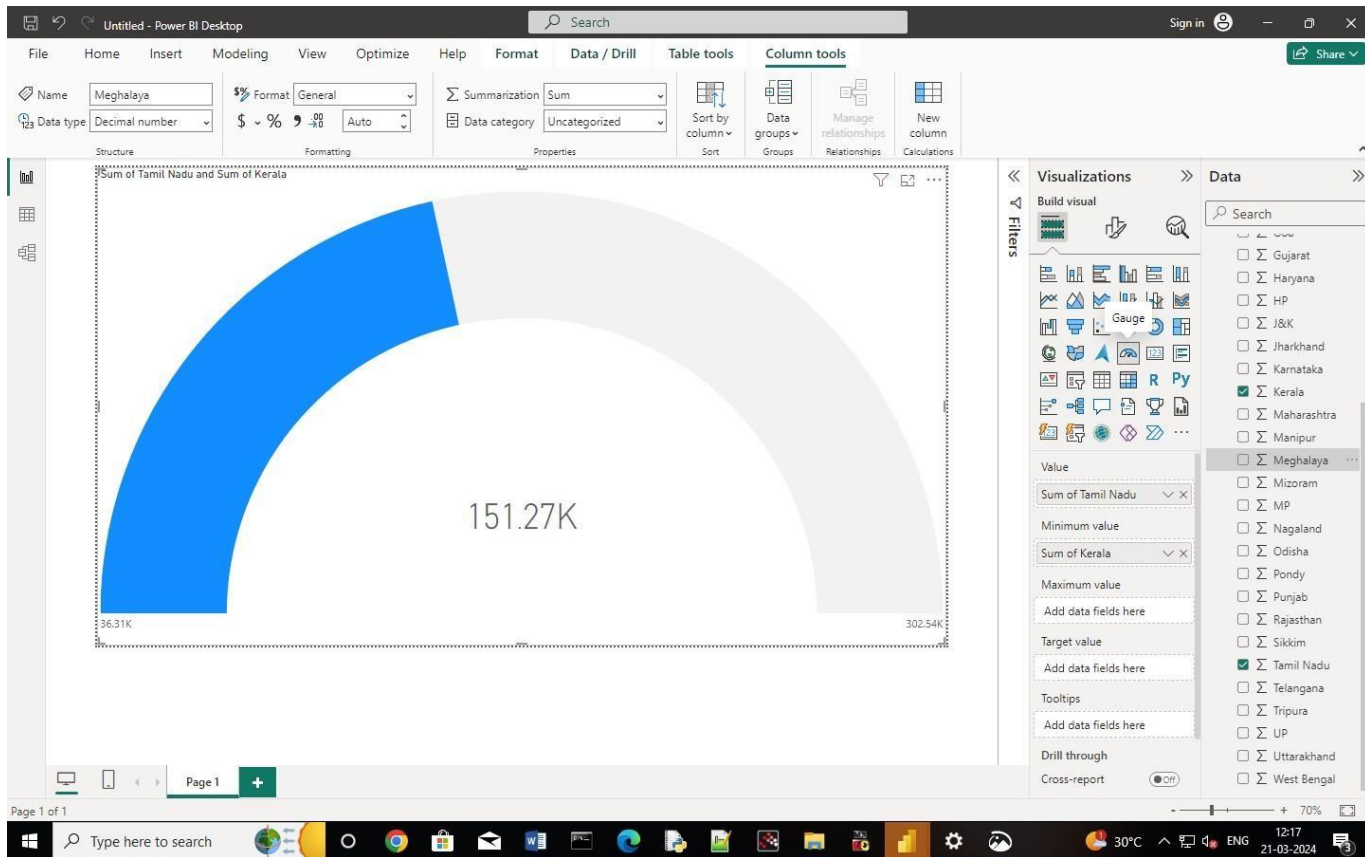 Untitled - Power BI Desktop
Search
Sign in
File Home Insert Modeling View Optimize Help Format Data / Drill Table tools Column tools
Share
Name Meghalaya
$% Format General
Σ Summarization Sum
Data type Decimal number
$ % 9 .00 →0 Auto
Data category Uncategorized
Sort by column
Data groups
Manage relationships
New column
Structure
Formatting
Properties
Sort
Groups
Relationships
Calculations
Sum of Tamil Nadu and Sum of Kerala
151.27K
36.31K
302.54K
Filters
Visualizations
Build visual
Gauge
123
R Py
123
Value
Sum of Tamil Nadu
Minimum value
Sum of Kerala
Maximum value
Add data fields here
Target value
Add data fields here
Tooltips
Add data fields here
Drill through
Cross-report
Off
Data
Search
Σ Gujarat
Σ Haryana
Σ HP
Σ J&K
Σ Jharkhand
Σ Karnataka
Σ Kerala
Σ Maharashtra
Σ Manipur
Σ Meghalaya
Σ Mizoram
Σ MP
Σ Nagaland
Σ Odisha
Σ Pondy
Σ Punjab
Σ Rajasthan
Σ Sikkim
Σ Tamil Nadu
Σ Telangana
Σ Tripura
Σ UP
Σ Uttarakhand
Σ West Bengal
Page 1
+
Page 1 of 1
- + 70%
Type here to search
30°C
ENG
12:17
21-03-2024
3